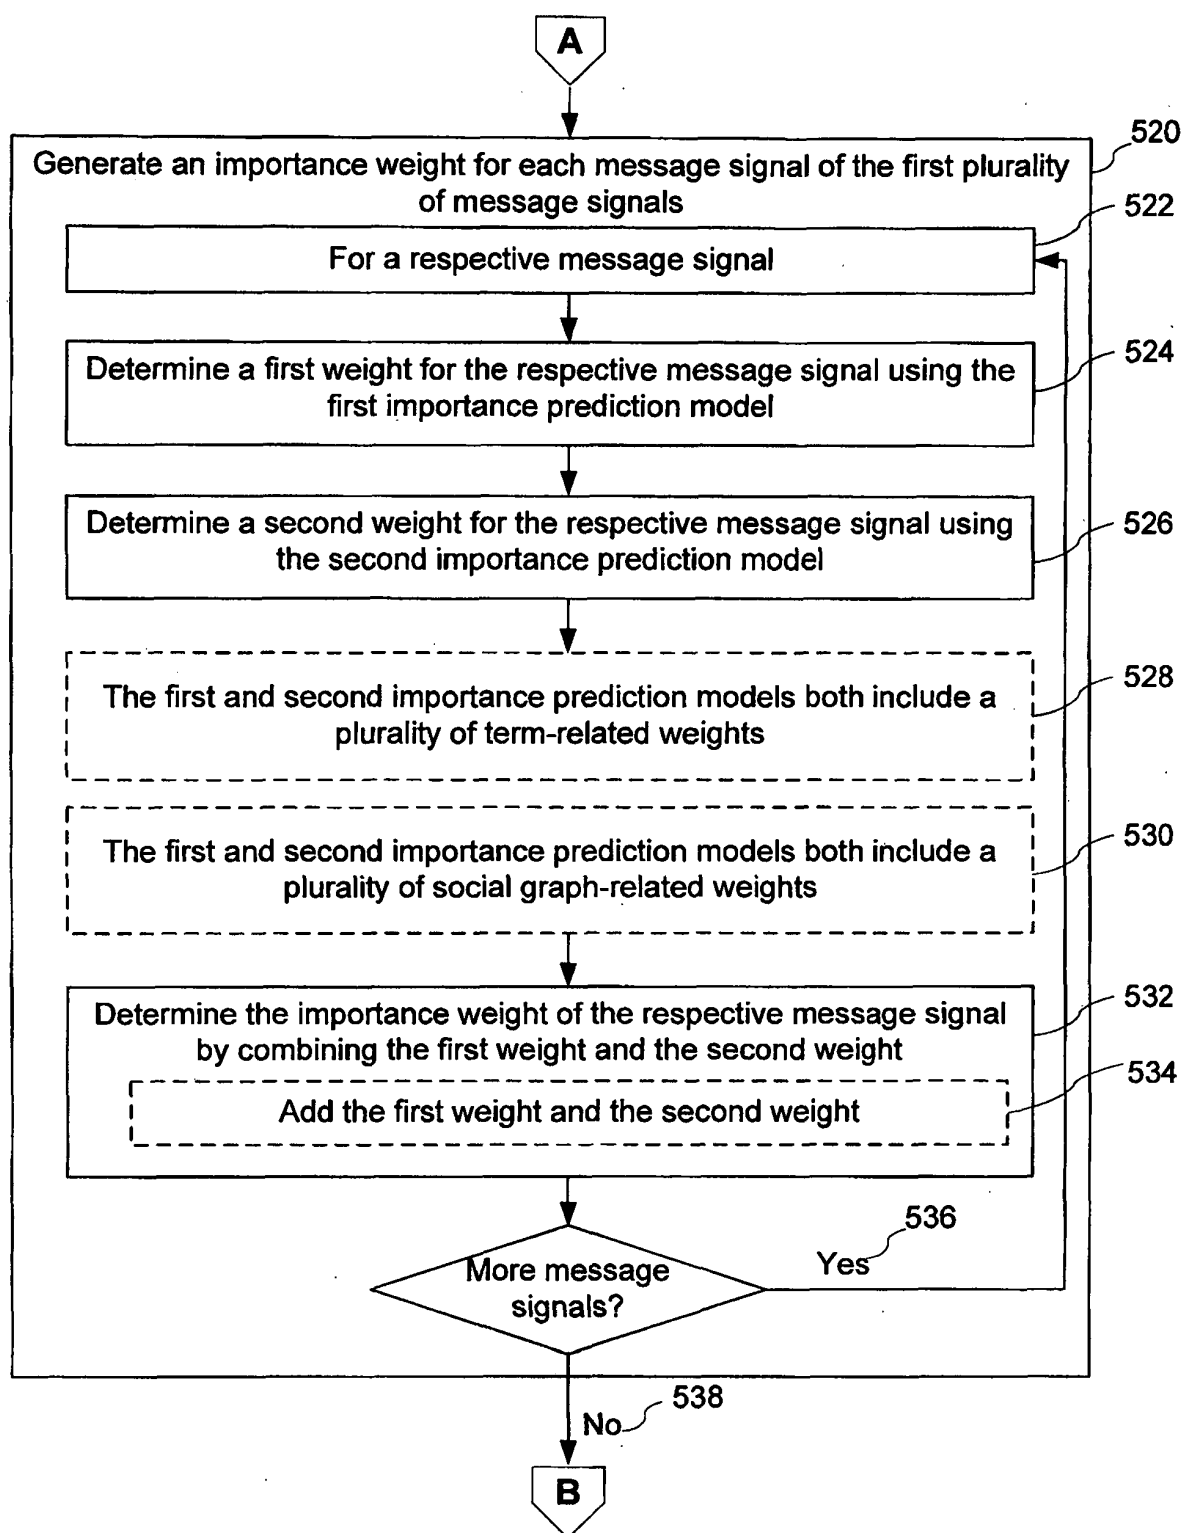 A
520
Generate an importance weight for each message signal of the first plurality
of message signals
522
For a respective message signal
524
Determine a first weight for the respective message signal using the
first importance prediction model
526
Determine a second weight for the respective message signal using
the second importance prediction model
528
The first and second importance prediction models both include a
plurality of term-related weights
530
The first and second importance prediction models both include a
plurality of social graph-related weights
532
Determine the importance weight of the respective message signal
by combining the first weight and the second weight
534
Add the first weight and the second weight
536
Yes
More message
signals?
538
No
B